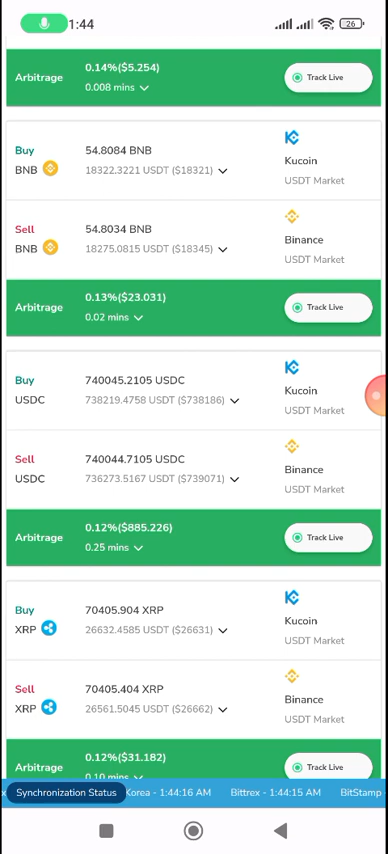 1:44
26
Arbitrage
0.14%($5.254)
0.008 mins
Track Live
Buy
BNB
54.8084 BNB
18322.3221 USDT ($18321)
Kucoin
USDT Market
Sell
BNB
54.8034 BNB
18275.0815 USDT ($18345)
Binance
USDT Market
Arbitrage
0.13%($23.031)
0.02 mins
Track Live
Buy
USDC
740045.2105 USDC
738219.4758 USDT ($738186)
Kucoin
USDT Market
Sell
USDC
740044.7105 USDC
736273.5167 USDT ($739071)
Binance
USDT Market
Arbitrage
0.12%($885.226)
0.25 mins
Track Live
Buy
XRP
70405.904 XRP
26632.4585 USDT ($26631)
Kucoin
USDT Market
Sell
XRP
70405.404 XRP
26561.5045 USDT ($26662)
Binance
USDT Market
Arbitrage
0.12%($31.182)
0.10 mins
Track Live
x Synchronization Status Korea - 1:44:16 AM Bittrex - 1:44:15 AM BitStamp -